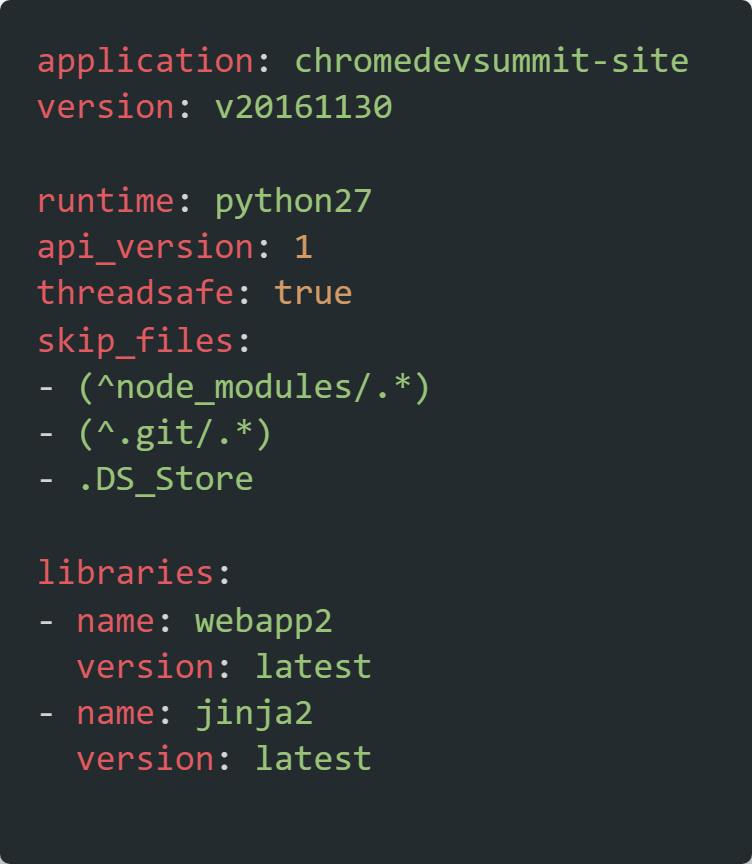 application: chromedevsummit-site
version: v20161130

runtime: python27
api_version: 1
threadsafe: true
skip_files:
- (^node_modules/.*)
- (^.git/.*)
- .DS_Store

libraries:
- name: webapp2
  version: latest
- name: jinja2
  version: latest